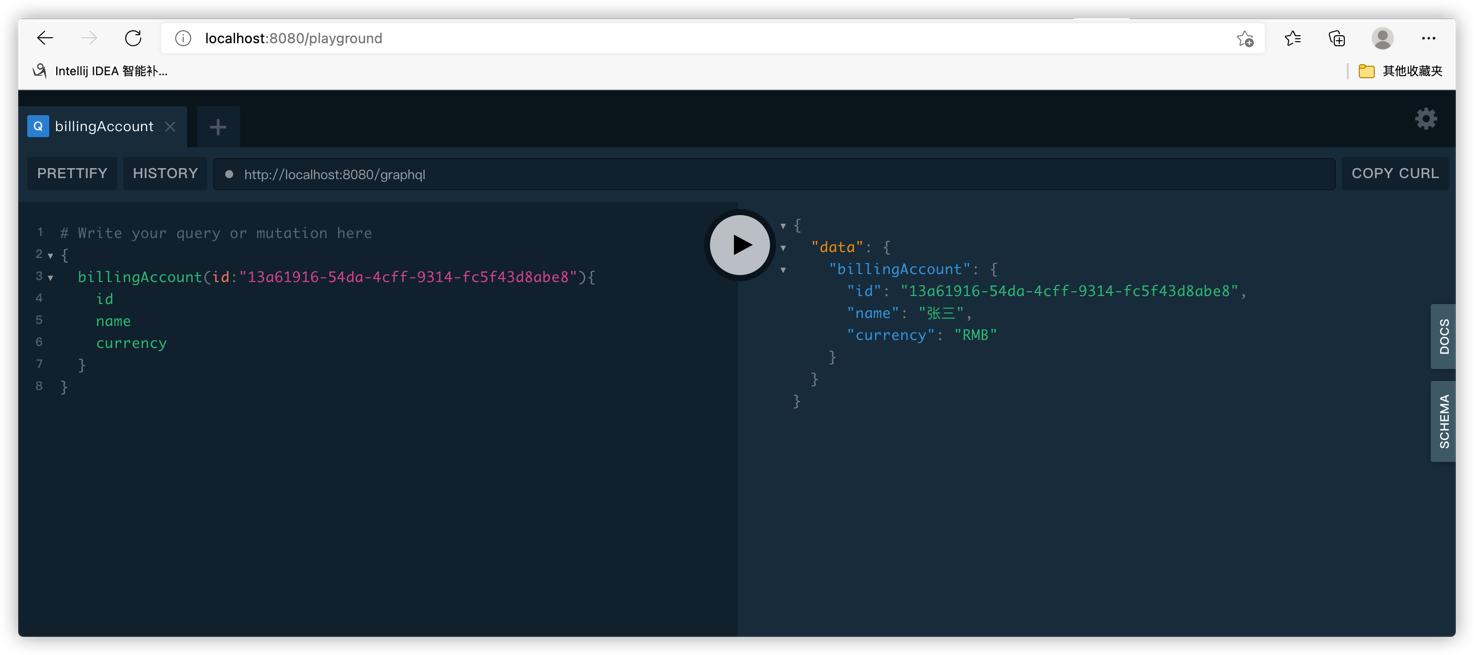 localhost:8080/playground
Intellij IDEA 智能补...
其他收藏夹
Q billingAccount
PRETTIFY HISTORY http://localhost:8080/graphql COPY CURL
1 # Write your query or mutation here
2 {
3 billingAccount(id:"13a61916-54da-4cff-9314-fc5f43d8abe8"){
4 id
5 name
6 currency
7 }
8 }
{
"data": {
"billingAccount": {
"id": "13a61916-54da-4cff-9314-fc5f43d8abe8",
"name": "张三",
"currency": "RMB"
}
}
}
DOCS
SCHEMA